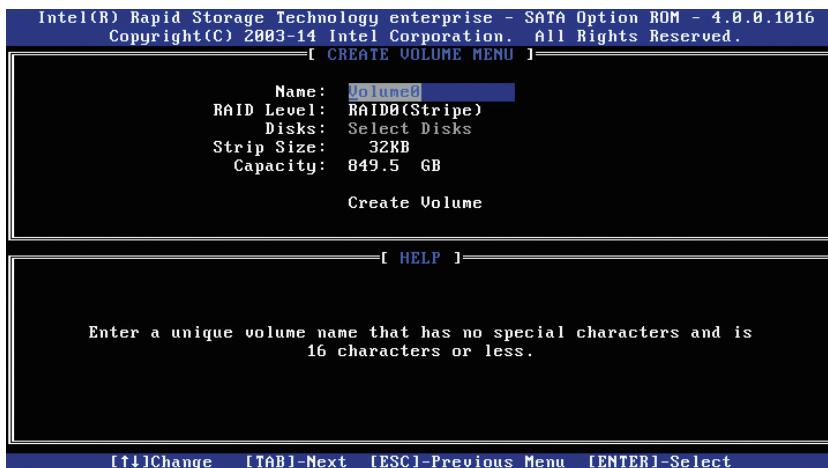 Intel(R) Rapid Storage Technology enterprise - SATA Option ROM - 4.0.0.1016
Copyright(C) 2003-14 Intel Corporation. All Rights Reserved.
[ CREATE VOLUME MENU ]
Name: Volume0
RAID Level: RAID0(Stripe)
Disks: Select Disks
Strip Size: 32KB
Capacity: 849.5 GB
Create Volume
[ HELP ]
Enter a unique volume name that has no special characters and is
16 characters or less.
[↑↓]Change [TAB]-Next [ESC]-Previous Menu [ENTER]-Select